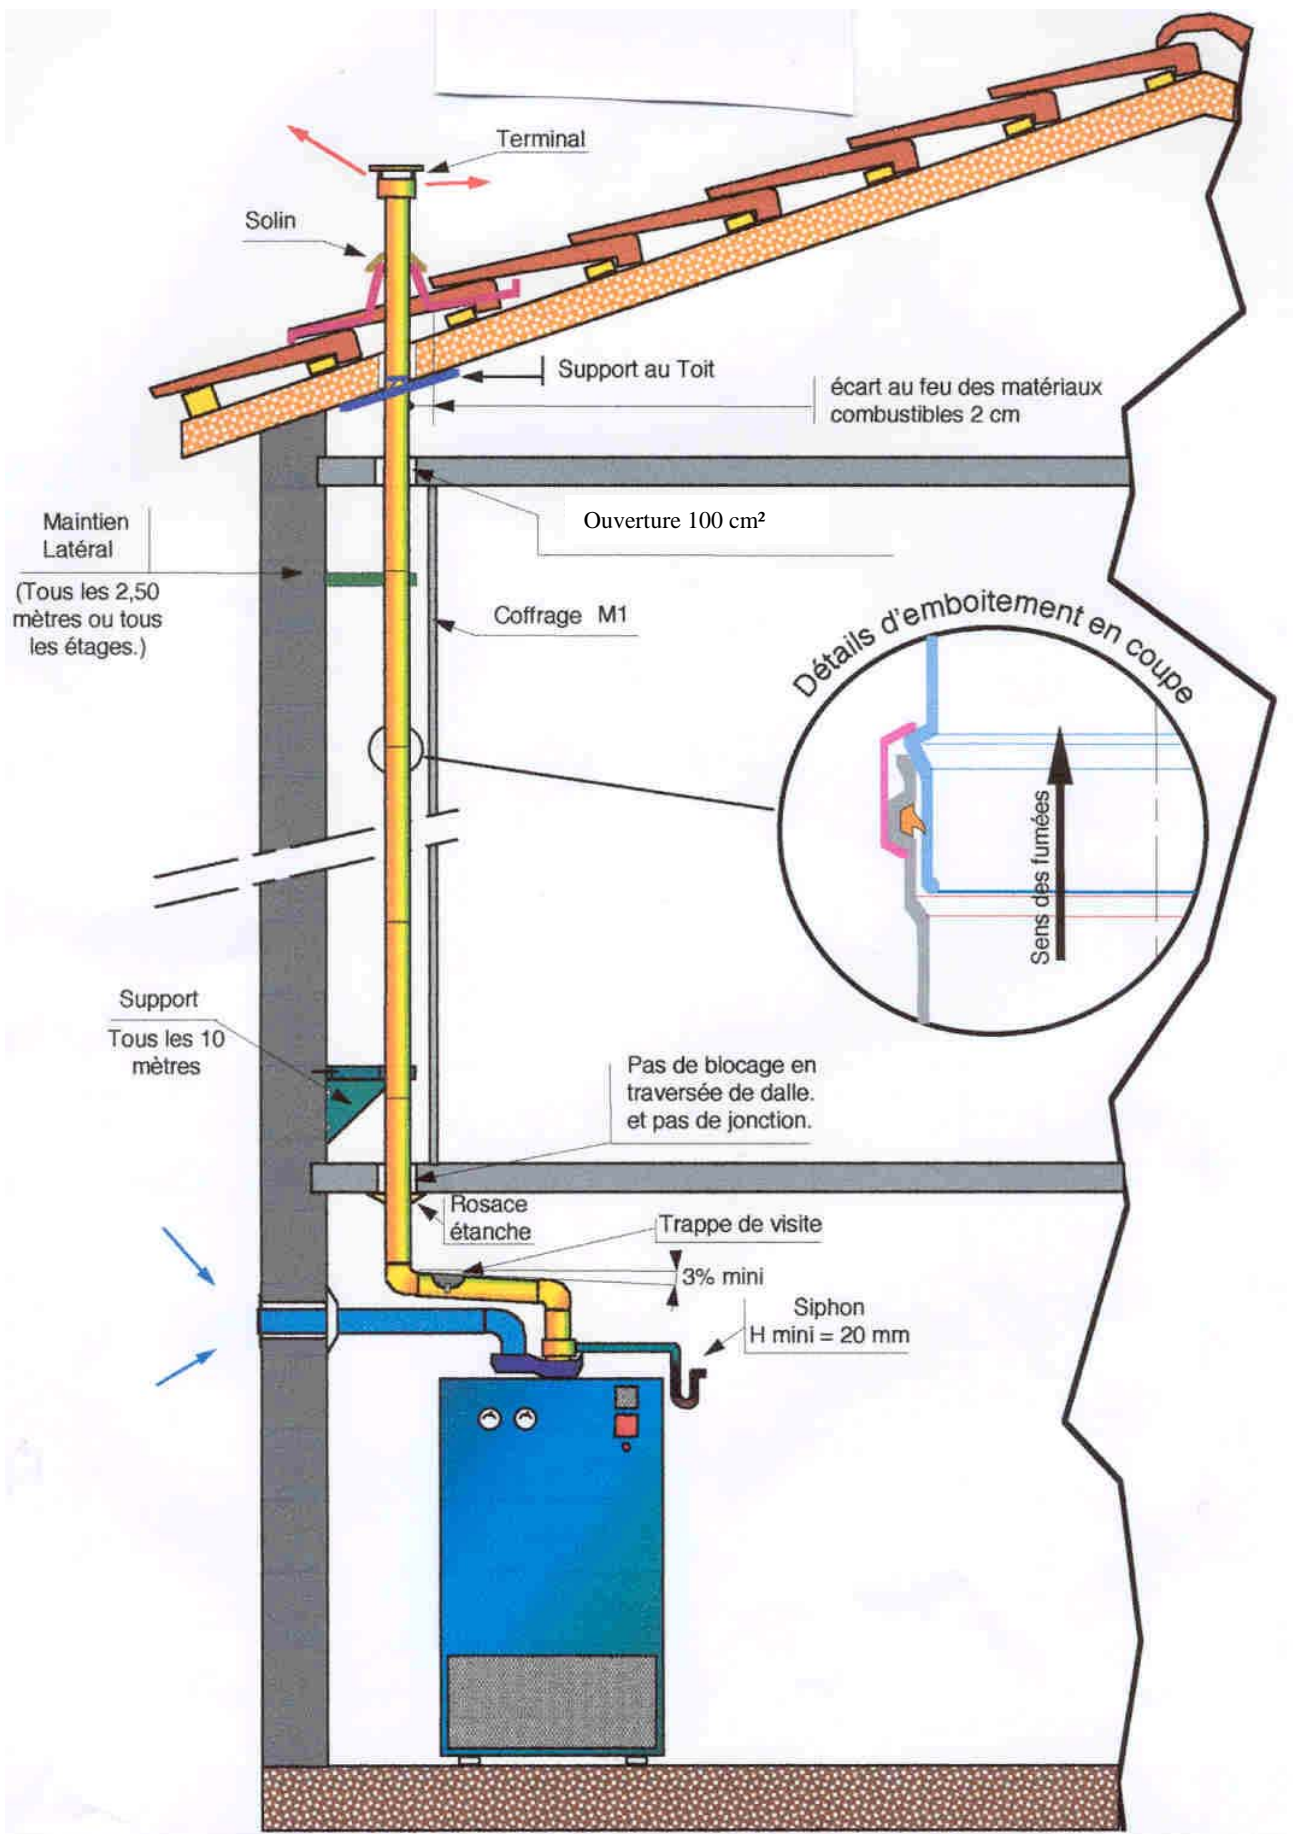 Terminal
Solin
Support au Toit
écart au feu des matériaux
combustibles 2 cm
Ouverture 100 cm²
Maintien
Latéral
(Tous les 2,50
mètres ou tous
les étages.)
Coffrage M1
Détails d'emboitement en coupe
Sens des fumées
Support
Tous les 10
mètres
Pas de blocage en
traversée de dalle.
et pas de jonction.
Rosace
étanche
Trappe de visite
3% mini
Siphon
H mini = 20 mm